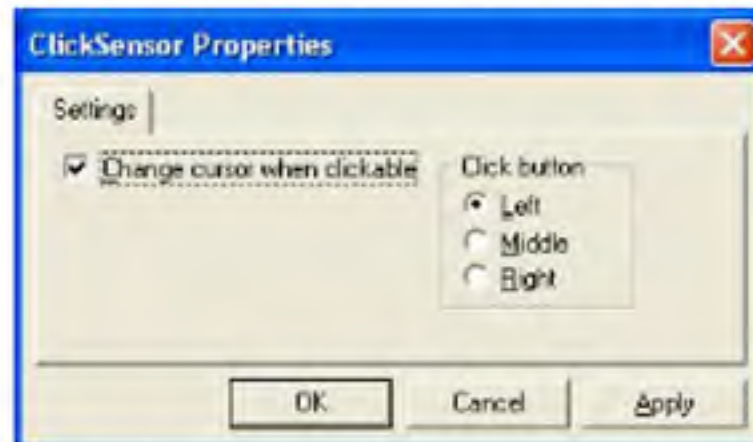 ClickSensor Properties
Settings
Change cursor when clickable
Click button
Left
Middle
Right
OK
Cancel
Apply